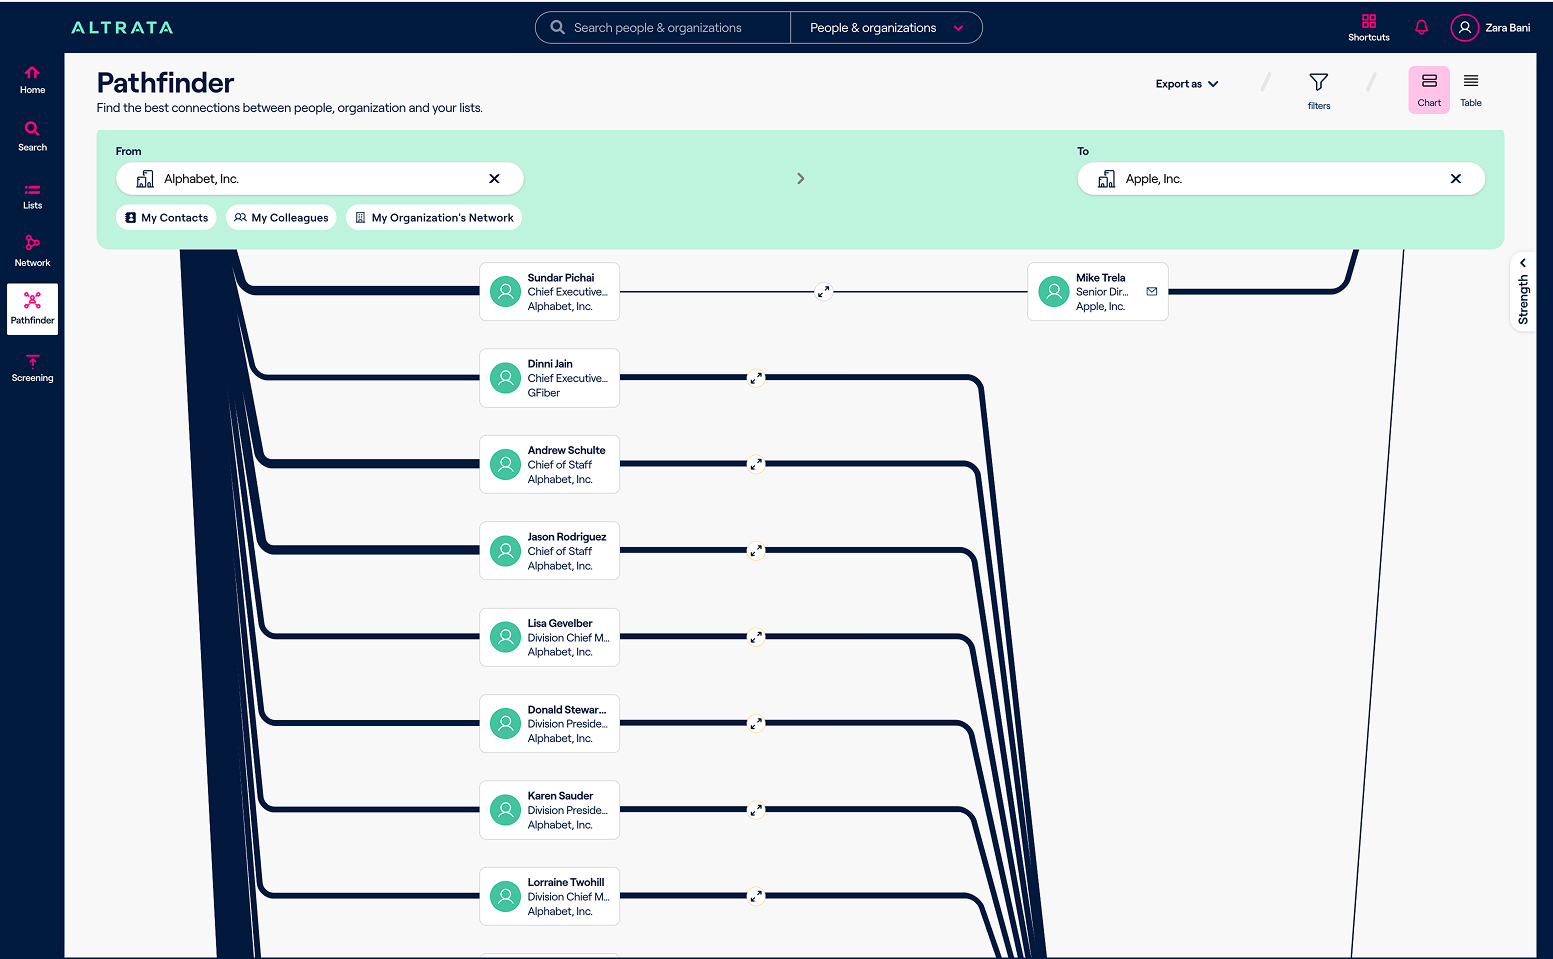 ALTRATA
Search people & organizations
People & organizations
Shortcuts
Zara Bani
Home
Search
Lists
Network
Pathfinder
Screening
Pathfinder
Find the best connections between people, organization and your lists.
Export as
filters
Chart
Table
From
Alphabet, Inc.
My Contacts
My Colleagues
My Organization's Network
To
Apple, Inc.
Strength
Sundar Pichai
Chief Executive...
Alphabet, Inc.
Mike Trela
Senior Dir...
Apple, Inc.
Dinni Jain
Chief Executive...
GFiber
Andrew Schulte
Chief of Staff
Alphabet, Inc.
Jason Rodriguez
Chief of Staff
Alphabet, Inc.
Lisa Gevelber
Division Chief M...
Alphabet, Inc.
Donald Stewar...
Division Preside...
Alphabet, Inc.
Karen Sauder
Division Preside...
Alphabet, Inc.
Lorraine Twohill
Division Chief M...
Alphabet, Inc.